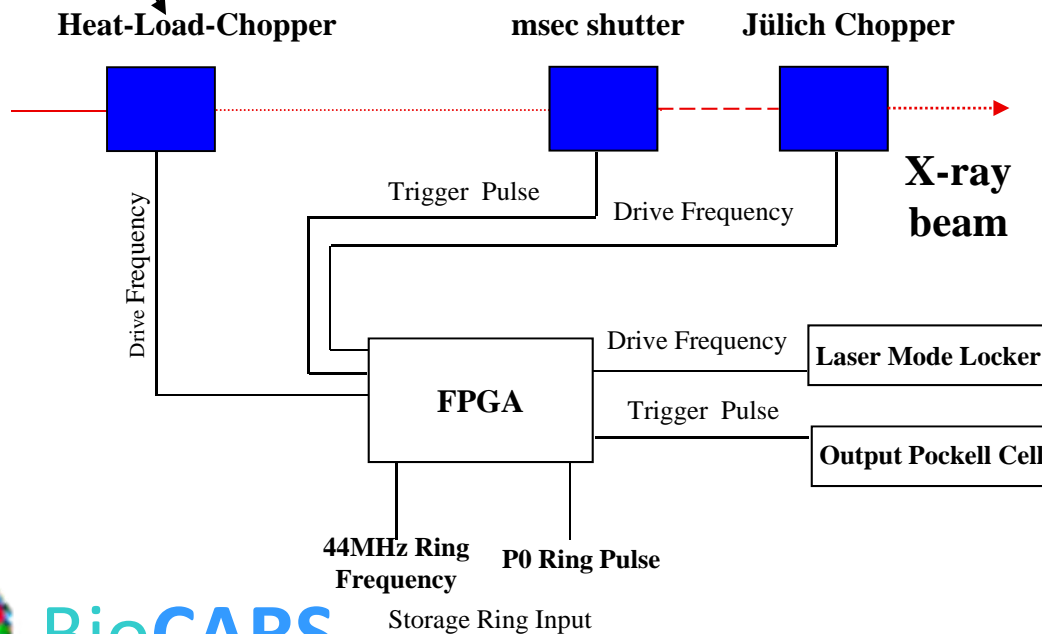 Heat-Load-Chopper
msec shutter
Jülich Chopper
X-ray
beam
Trigger Pulse
Drive Frequency
Drive Frequency
Drive Frequency
Laser Mode Locker
FPGA
Trigger Pulse
Output Pockell Cell
44MHz Ring
Frequency
P0 Ring Pulse
Storage Ring Input
BioCARS